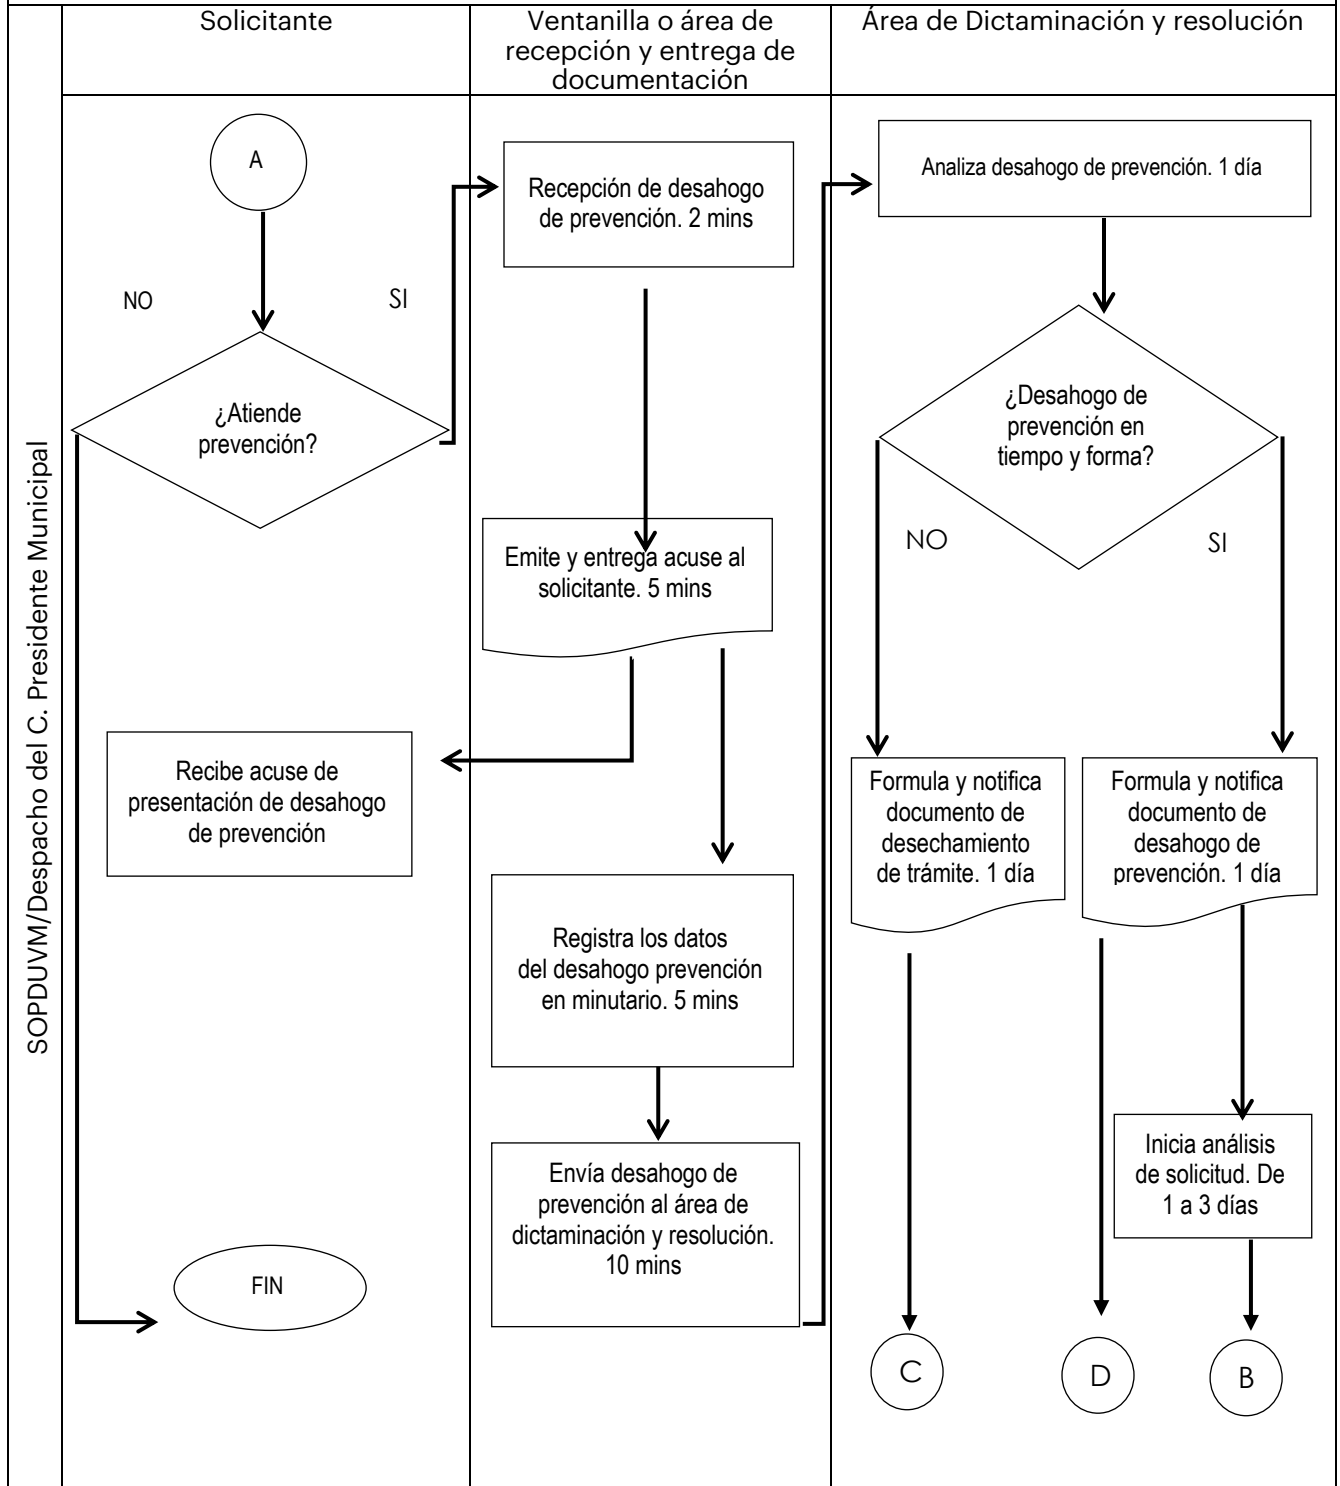 Solicitante
Ventanilla o área de
recepción y entrega de
documentación
Área de Dictaminación y resolución
SOPDUVM/Despacho del C. Presidente Municipal
A
NO
SI
¿Atiende
prevención?
Recibe acuse de
presentación de desahogo
de prevención
FIN
Recepción de desahogo
de prevención. 2 mins
Emite y entrega acuse al
solicitante. 5 mins
Registra los datos
del desahogo prevención
en minutario. 5 mins
Envía desahogo de
prevención al área de
dictaminación y resolución.
10 mins
Analiza desahogo de prevención. 1 día
¿Desahogo de
prevención en
tiempo y forma?
NO
SI
Formula y notifica
documento de
desechamiento
de trámite. 1 día
Formula y notifica
documento de
desahogo de
prevención. 1 día
Inicia análisis
de solicitud. De
1 a 3 días
C
D
B